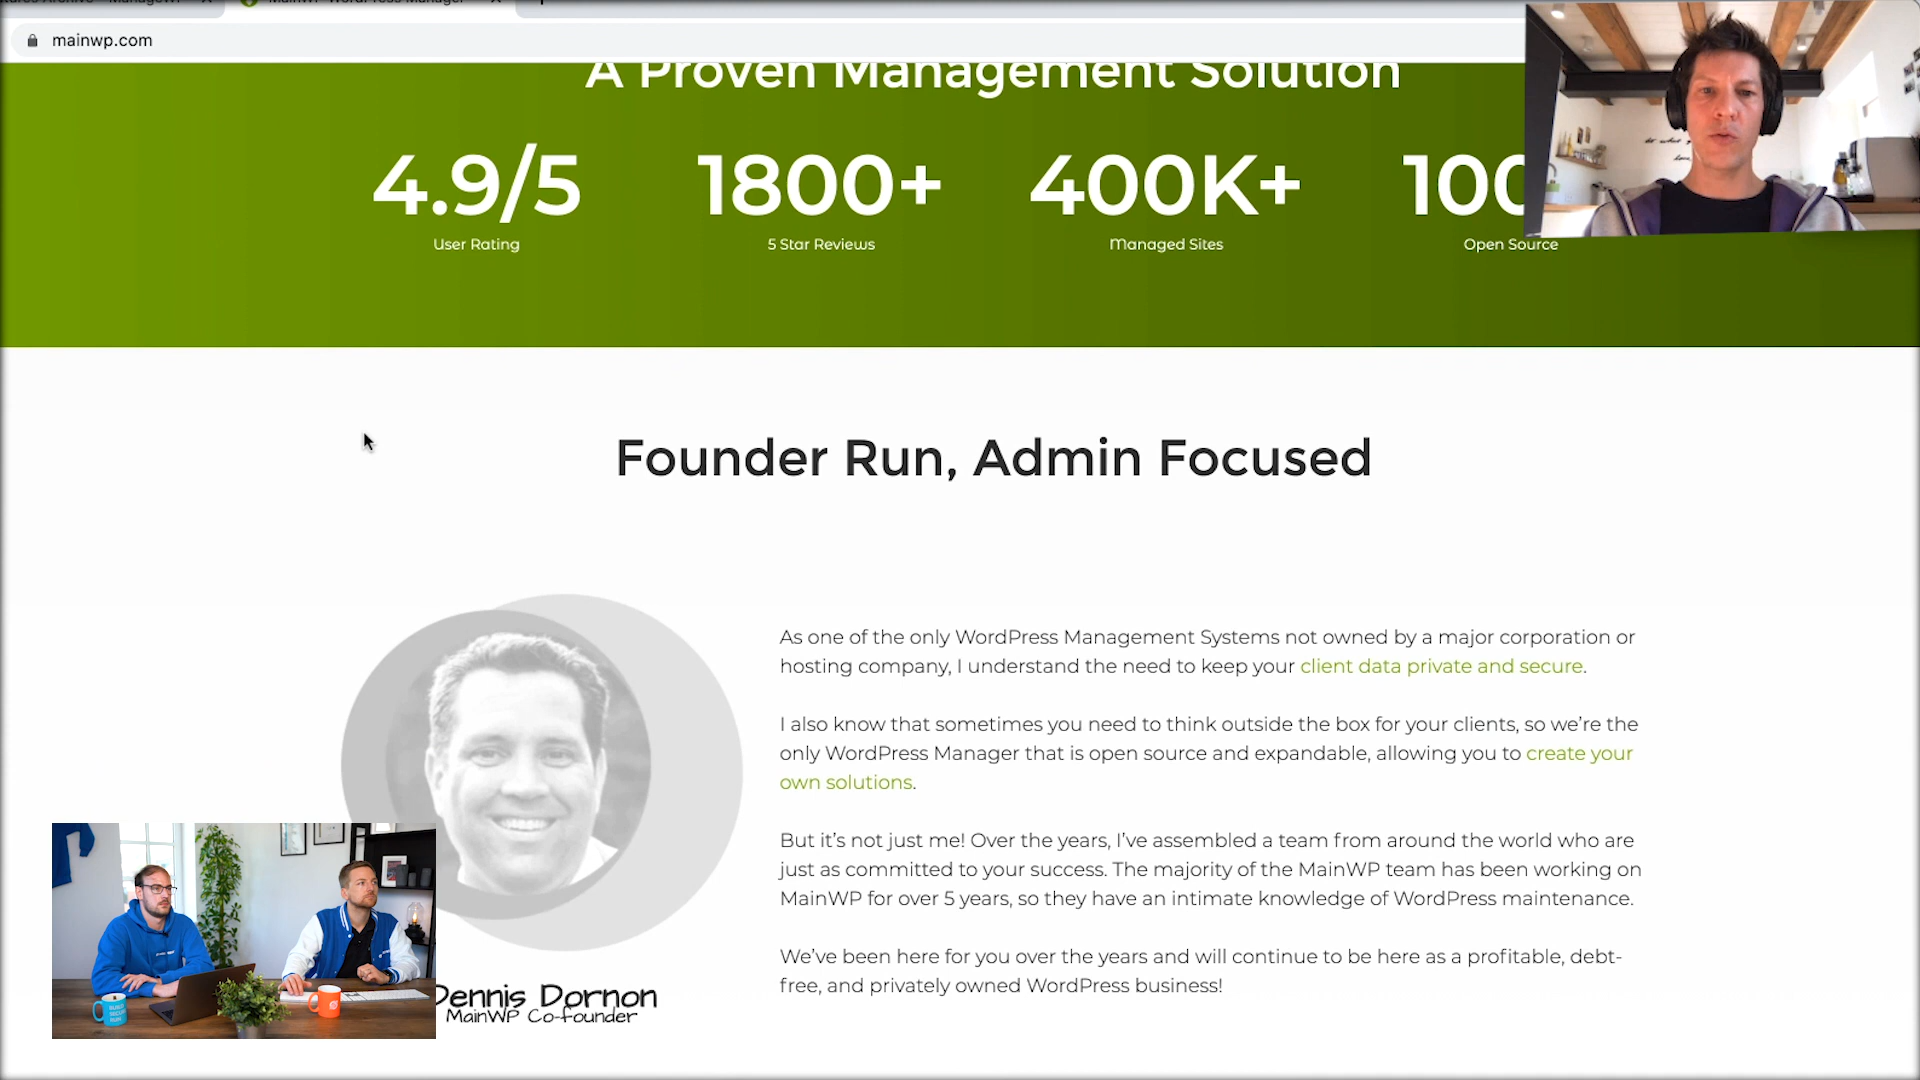 MainWP WordPress Manager
mainwp.com
A Proven Management Solution
4.9/5
1800+
400K+
100
User Rating
5 Star Reviews
Managed Sites
Open Source
Founder Run, Admin Focused
As one of the only WordPress Management Systems not owned by a major corporation or
hosting company, I understand the need to keep your client data private and secure.
I also know that sometimes you need to think outside the box for your clients, so we're the
only WordPress Manager that is open source and expandable, allowing you to create your
own solutions.
But it's not just me! Over the years, I've assembled a team from around the world who are
just as committed to your success. The majority of the MainWP team has been working on
MainWP for over 5 years, so they have an intimate knowledge of WordPress maintenance.
We've been here for you over the years and will continue to be here as a profitable, debt-
free, and privately owned WordPress business!
Dennis Dornon
MainWP Co-founder